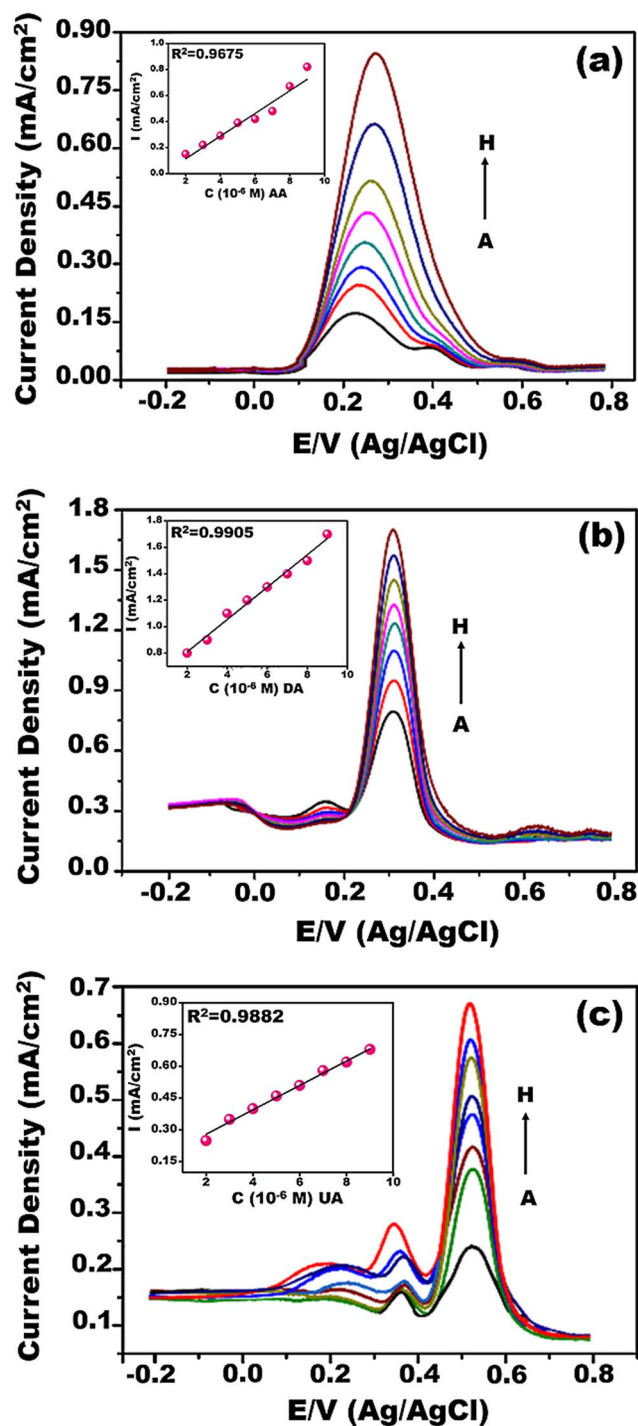 (a)
Current Density (mA/cm²)
0.90
0.75
0.60
0.45
0.30
0.15
0.00
R²=0.9675
I (mA/cm²)
1.0
0.8
0.6
0.4
0.2
0.0
2 4 6 8 10
C (10⁻⁶ M) AA
H
A
-0.2 0.0 0.2 0.4 0.6 0.8
E/V (Ag/AgCl)
(b)
Current Density (mA/cm²)
1.8
1.5
1.2
0.9
0.6
0.3
0.0
R²=0.9905
I (mA/cm²)
1.8
1.6
1.4
1.2
1.0
0.8
2 4 6 8 10
C (10⁻⁶ M) DA
H
A
-0.2 0.0 0.2 0.4 0.6 0.8
E/V (Ag/AgCl)
(c)
Current Density (mA/cm²)
0.7
0.6
0.5
0.4
0.3
0.2
0.1
R²=0.9882
I (mA/cm²)
0.90
0.75
0.60
0.45
0.30
0.15
2 4 6 8 10
C (10⁻⁶ M) UA
H
A
-0.2 0.0 0.2 0.4 0.6 0.8
E/V (Ag/AgCl)